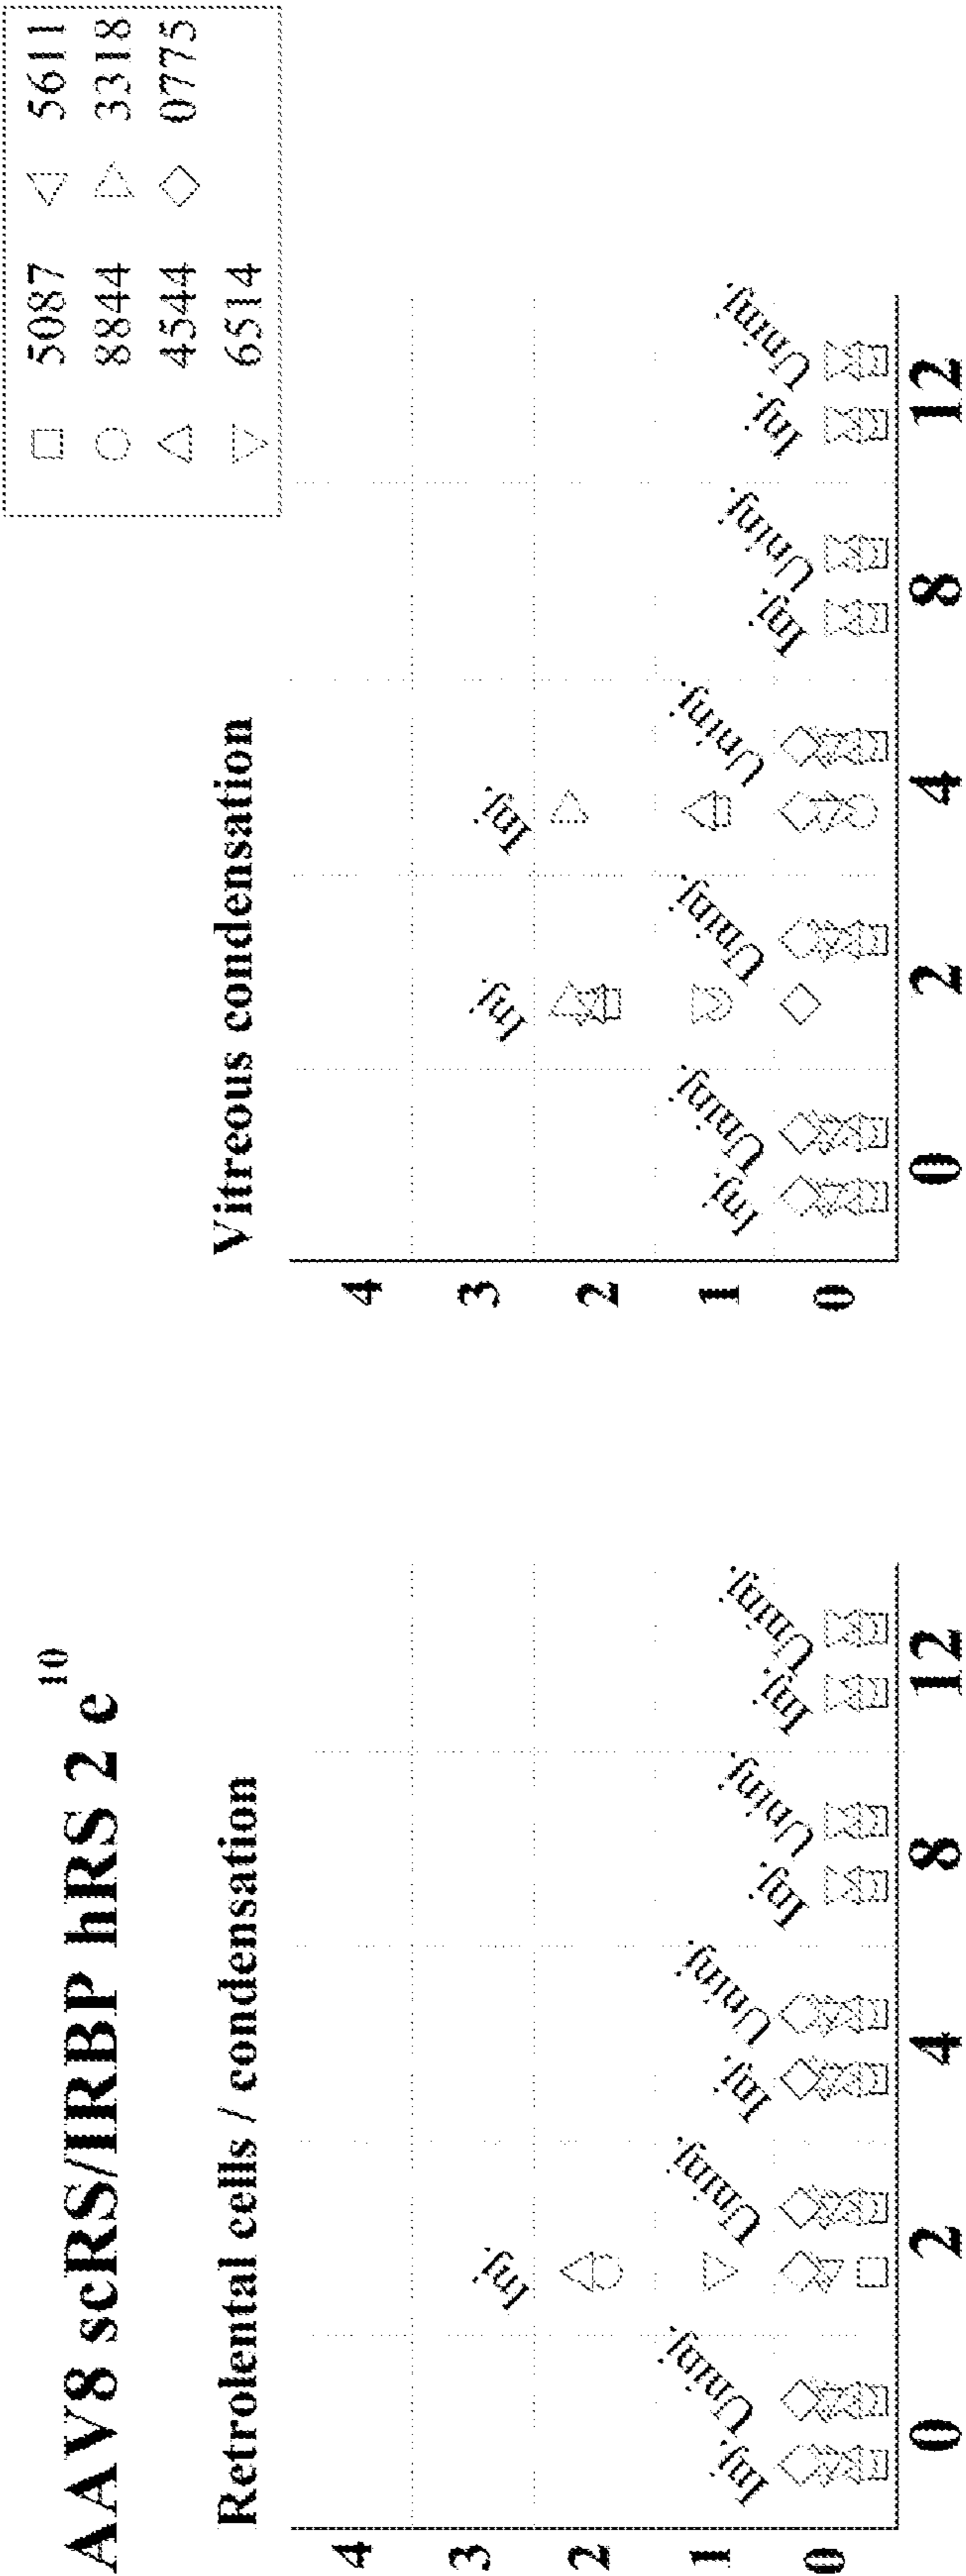 AAV8 scRS/IRBP hRS 2 e 10
5087 5611
8844 3318
4544 0775
6514
Retrolental cells / condensation
4
3
2
1
0
Inj. Uninj. Inj. Uninj. Inj. Uninj. Inj. Uninj. Inj. Uninj.
0 2 4 8 12
Vitreous condensation
4
3
2
1
0
Inj. Uninj. Inj. Uninj. Inj. Uninj. Inj. Uninj. Inj. Uninj.
0 2 4 8 12